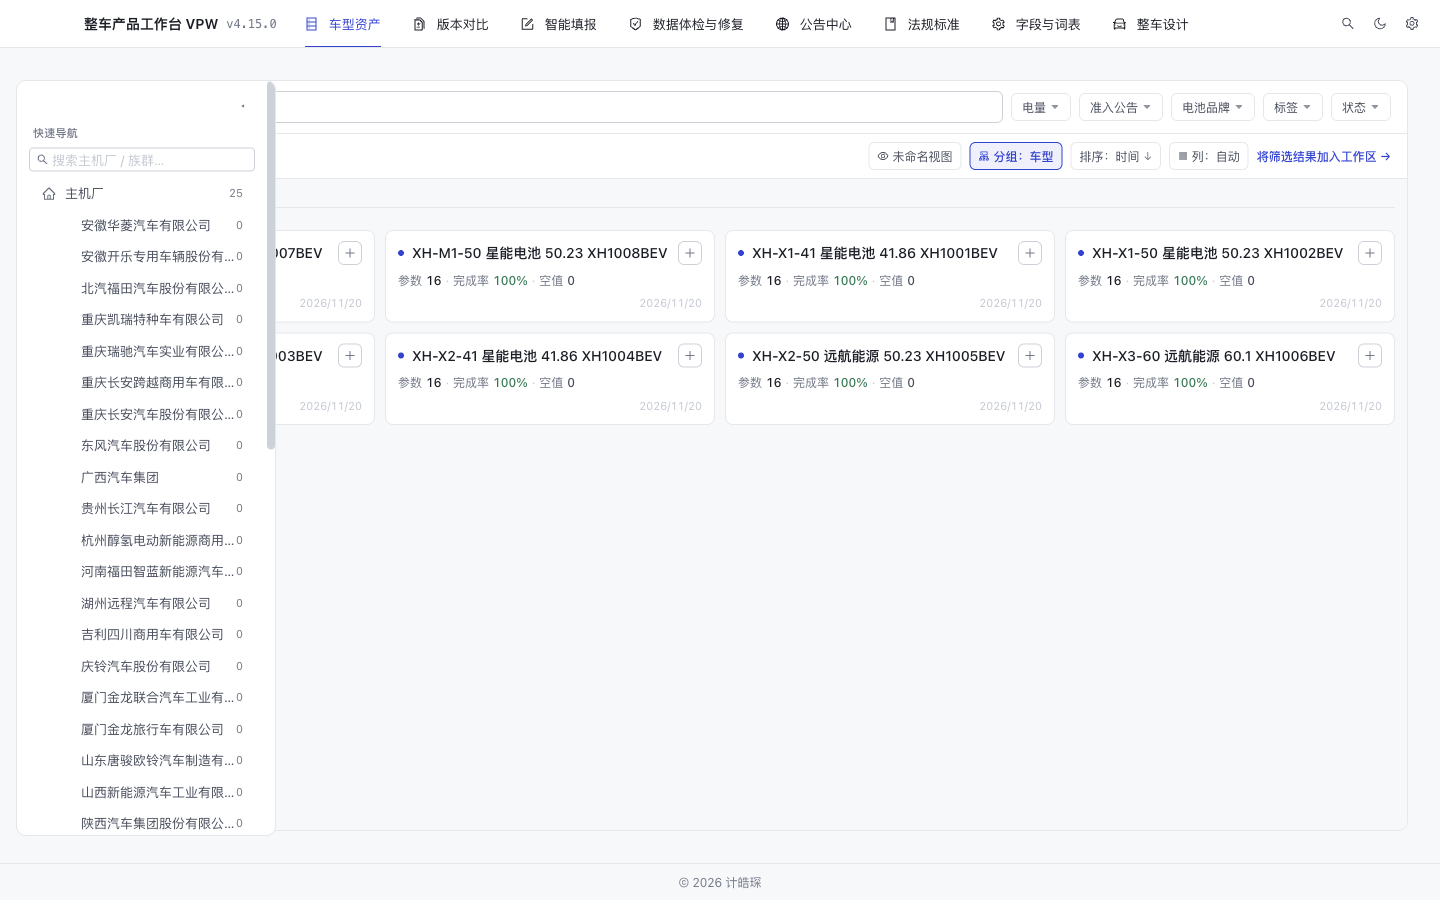 整车产品工作台 VPW v4.15.0 车型资产 版本对比 智能填报 数据体检与修复 公告中心 法规标准 字段与词表 整车设计
电量 准入公告 电池品牌 标签 状态
快速导航
搜索主机厂 / 族群...
未命名视图 分组：车型 排序：时间 ↓ 列：自动 将筛选结果加入工作区 →
主机厂 25
安徽华菱汽车有限公司 0
安徽开乐专用车辆股份有... 0
北汽福田汽车股份有限公... 0
重庆凯瑞特种车有限公司 0
重庆瑞驰汽车实业有限公... 0
重庆长安跨越商用车有限... 0
重庆长安汽车股份有限公... 0
东风汽车股份有限公司 0
广西汽车集团 0
贵州长江汽车有限公司 0
杭州醇氢电动新能源商用... 0
河南福田智蓝新能源汽车... 0
湖州远程汽车有限公司 0
吉利四川商用车有限公司 0
庆铃汽车股份有限公司 0
厦门金龙联合汽车工业有... 0
厦门金龙旅行车有限公司 0
山东唐骏欧铃汽车制造有... 0
山西新能源汽车工业有限... 0
陕西汽车集团股份有限公... 0
07BEV
2026/11/20
XH-M1-50 星能电池 50.23 XH1008BEV
参数 16 · 完成率 100% · 空值 0
2026/11/20
XH-X1-41 星能电池 41.86 XH1001BEV
参数 16 · 完成率 100% · 空值 0
2026/11/20
XH-X1-50 星能电池 50.23 XH1002BEV
参数 16 · 完成率 100% · 空值 0
2026/11/20
03BEV
2026/11/20
XH-X2-41 星能电池 41.86 XH1004BEV
参数 16 · 完成率 100% · 空值 0
2026/11/20
XH-X2-50 远航能源 50.23 XH1005BEV
参数 16 · 完成率 100% · 空值 0
2026/11/20
XH-X3-60 远航能源 60.1 XH1006BEV
参数 16 · 完成率 100% · 空值 0
2026/11/20
© 2026 计皓琛